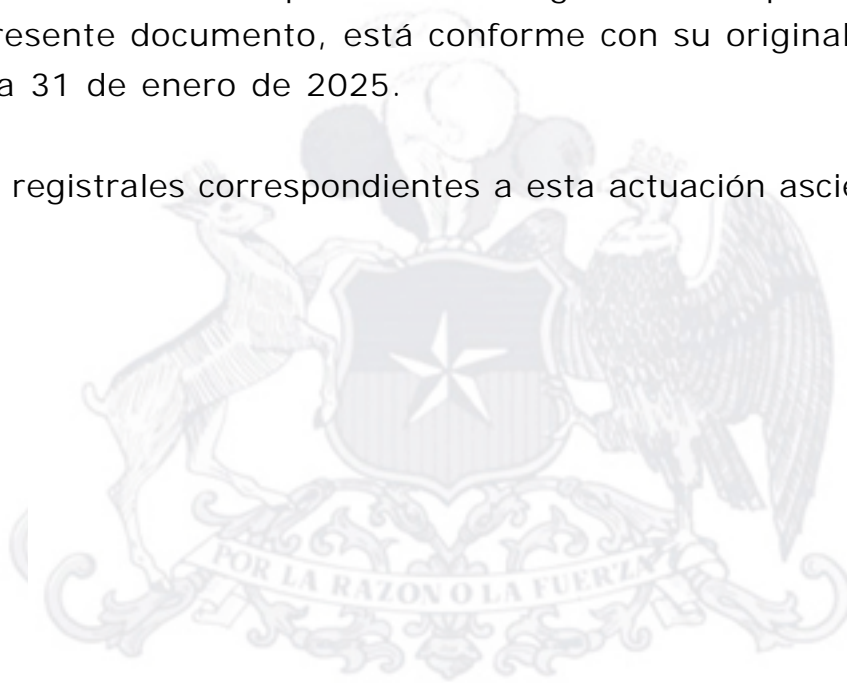 resente documento, está conforme con su original
a 31 de enero de 2025.
registrales correspondientes a esta actuación ascie
POR LA RAZON O LA FUERZA